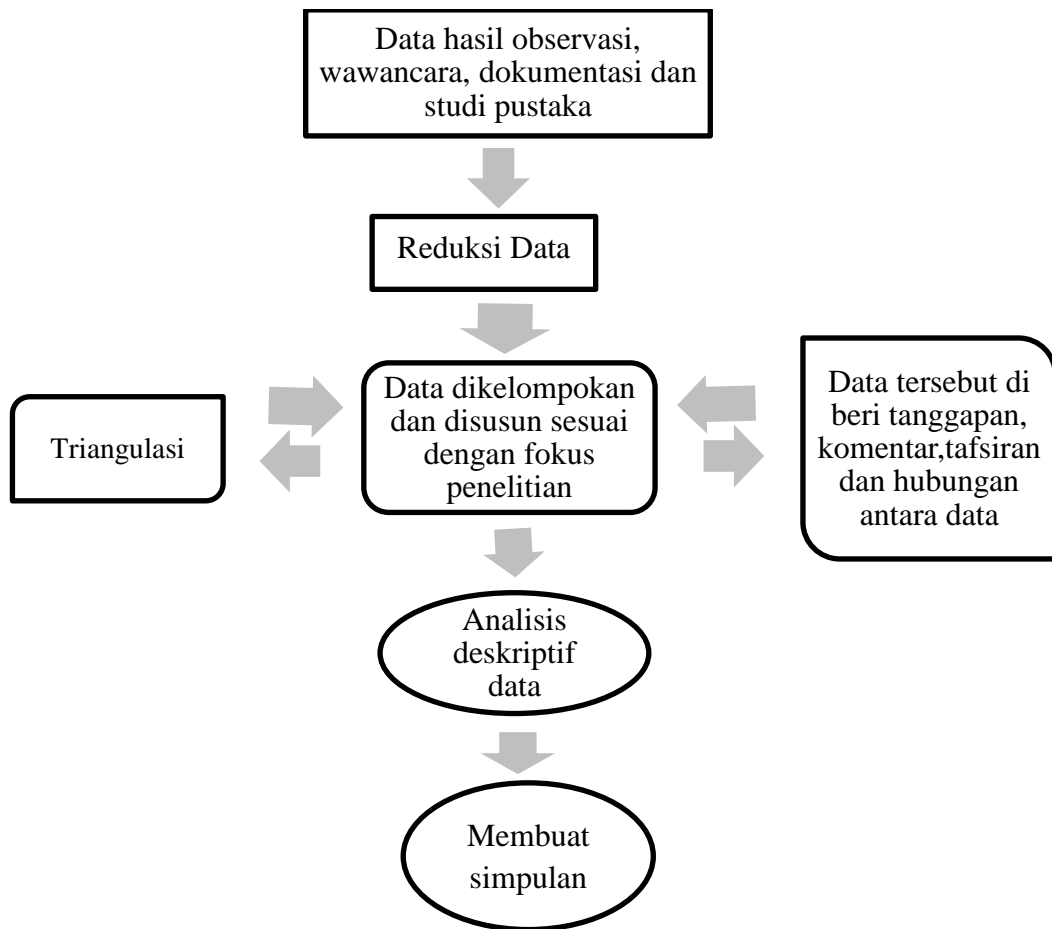 Data hasil observasi,
wawancara, dokumentasi dan
studi pustaka
Reduksi Data
Triangulasi
Data dikelompokan
dan disusun sesuai
dengan fokus
penelitian
Data tersebut di
beri tanggapan,
komentar,tafsiran
dan hubungan
antara data
Analisis
deskriptif
data
Membuat
simpulan